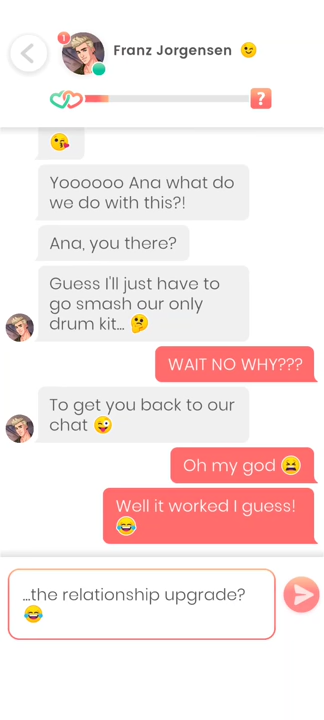 1
Franz Jorgensen 😉
?
😘
Yoooooo Ana what do
we do with this?!
Ana, you there?
Guess I'll just have to
go smash our only
drum kit... 🤔
WAIT NO WHY???
To get you back to our
chat 😜
Oh my god 😫
Well it worked I guess!
😂
...the relationship upgrade?
😂